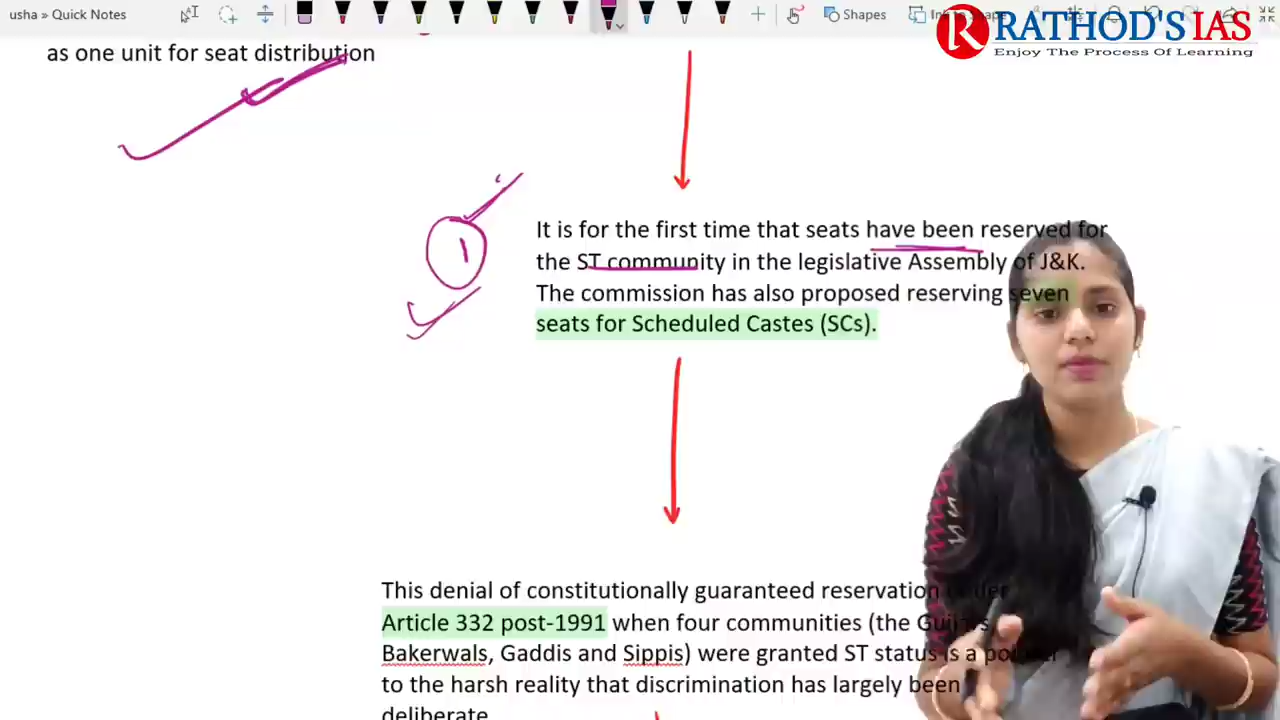 usha » Quick Notes
Shapes
RATHOD'S IAS
Enjoy The Process Of Learning
as one unit for seat distribution
1
It is for the first time that seats have been reserved for
the ST community in the legislative Assembly of J&K.
The commission has also proposed reserving seven
seats for Scheduled Castes (SCs).
This denial of constitutionally guaranteed reservation
Article 332 post-1991 when four communities (the
Bakerwals, Gaddis and Sippis) were granted ST status is a
to the harsh reality that discrimination has largely been
deliberate